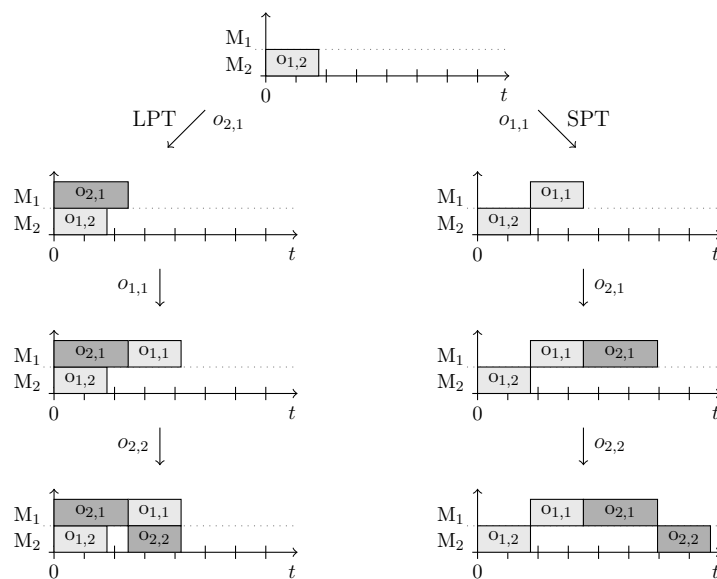 M₁
M₂ o₁,₂
0 t
LPT o₂,₁ o₁,₁ SPT
M₁ o₂,₁ M₁ o₁,₁
M₂ o₁,₂ M₂ o₁,₂
0 t 0 t
o₁,₁ o₂,₁
M₁ o₂,₁ o₁,₁ M₁ o₁,₁ o₂,₁
M₂ o₁,₂ M₂ o₁,₂
0 t 0 t
o₂,₂ o₂,₂
M₁ o₂,₁ o₁,₁ M₁ o₁,₁ o₂,₁
M₂ o₁,₂ o₂,₂ M₂ o₁,₂ o₂,₂
0 t 0 t